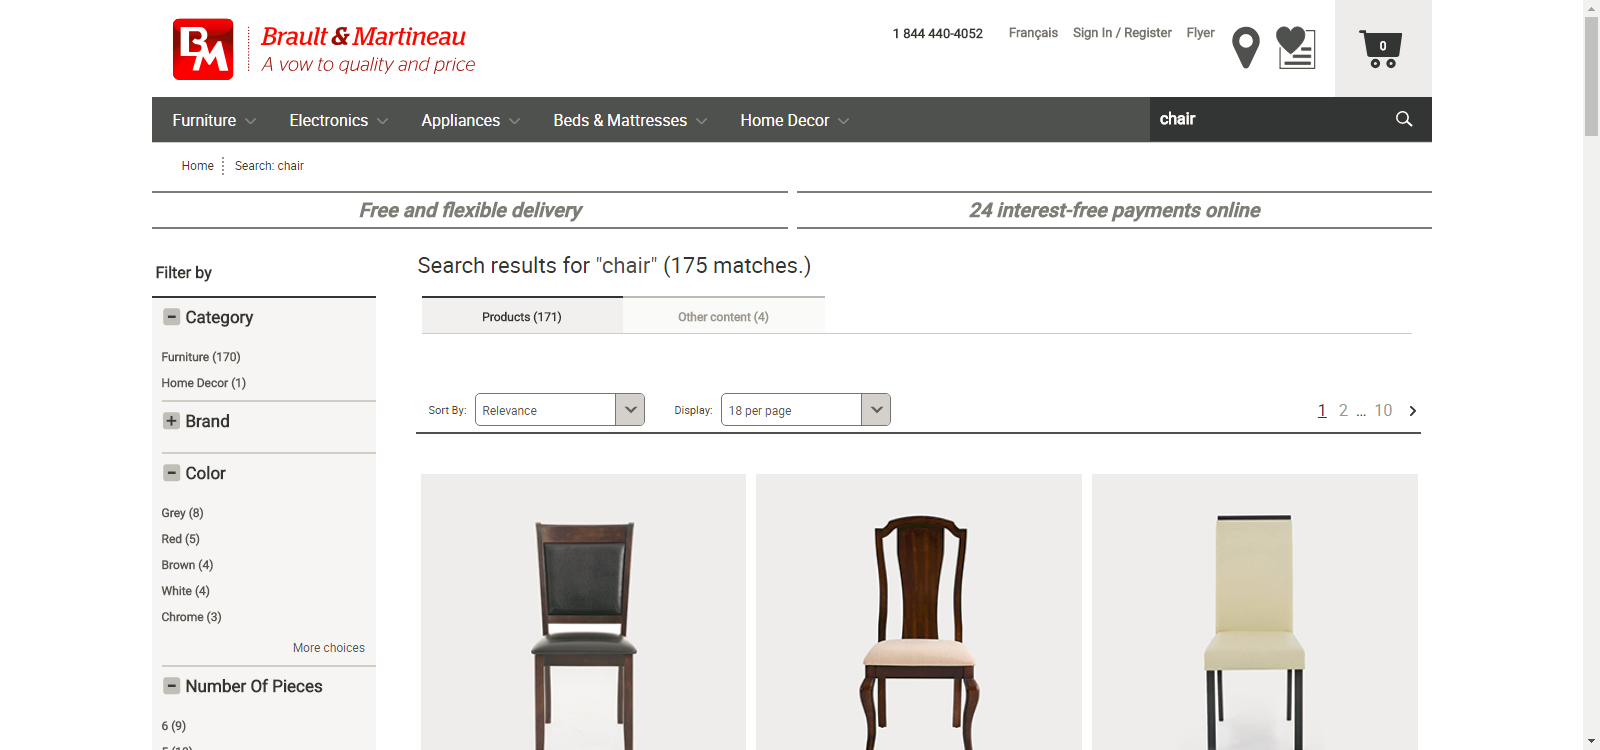 BM
Brault & Martineau
A vow to quality and price
1 844 440-4052
Français
Sign In / Register
Flyer
0
Furniture
Electronics
Appliances
Beds & Mattresses
Home Decor
chair
Home
Search: chair
Free and flexible delivery
24 interest-free payments online
Filter by
Category
Furniture (170)
Home Decor (1)
Brand
Color
Grey (8)
Red (5)
Brown (4)
White (4)
Chrome (3)
More choices
Number Of Pieces
6 (9)
Search results for "chair" (175 matches.)
Products (171)
Other content (4)
Sort By:
Relevance
Display:
18 per page
1 2 ... 10